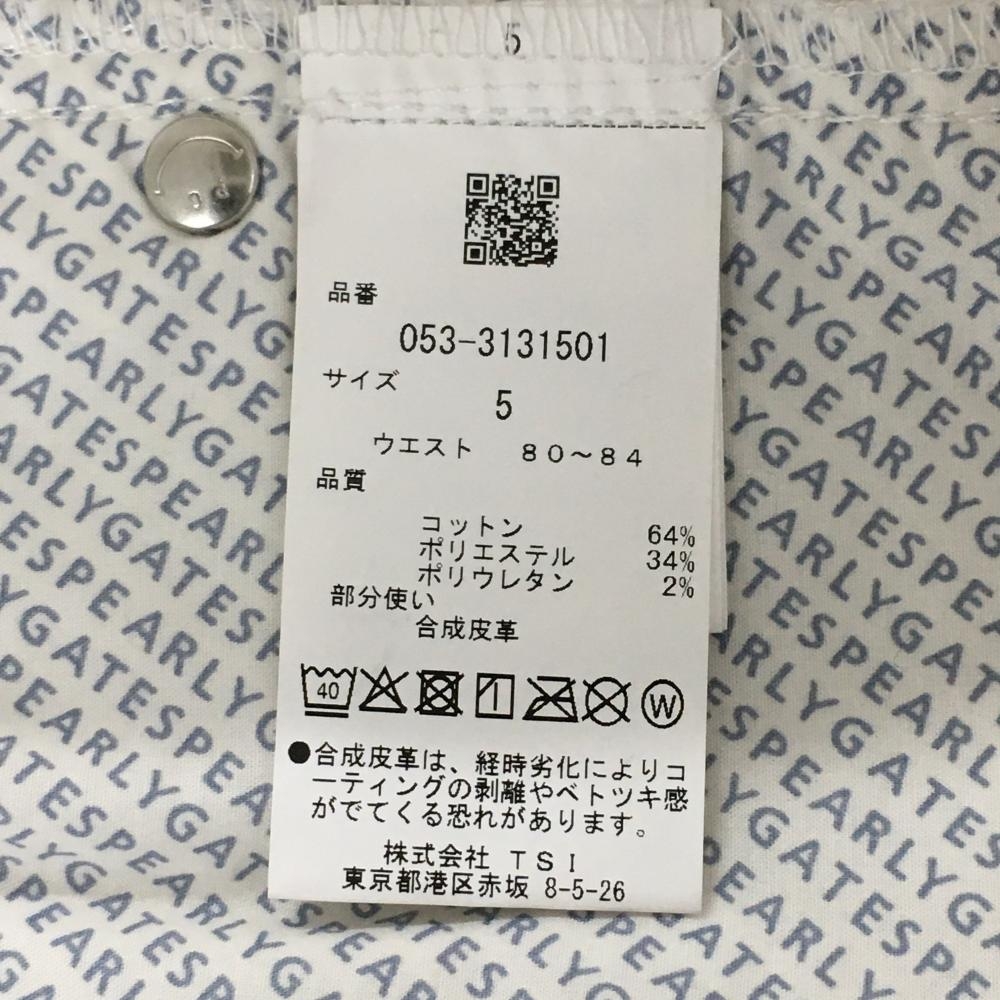 5
品番
053-3131501
サイズ
5
ウエスト 80～84
品質
コットン 64%
ポリエステル 34%
ポリウレタン 2%
部分使い
合成皮革
40 W
●合成皮革は、経時劣化によりコ
ーティングの剥離やベトツキ感
がでてくる恐れがあります。
株式会社 TSI
東京都港区赤坂 8-5-26
PEARLYGATES